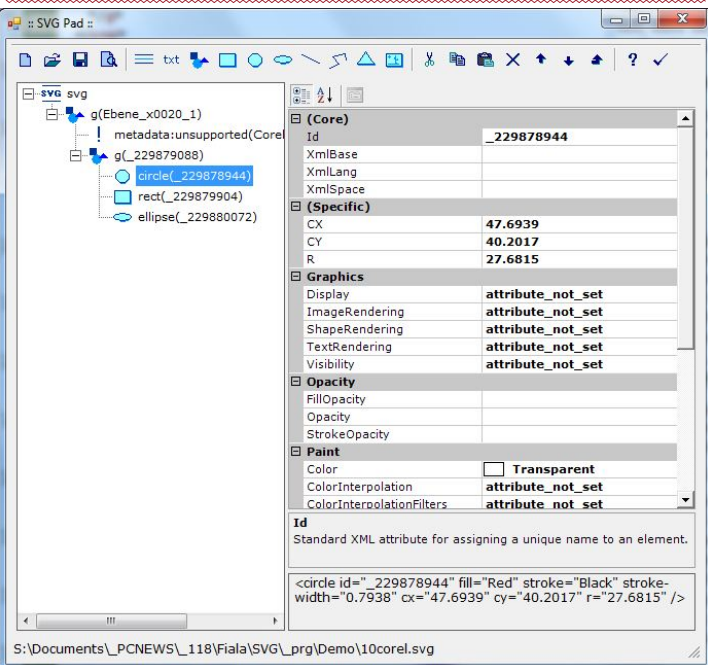 :: SVG Pad ::
txt
SVG svg
g(Ebene_x0020_1)
metadata:unsupported(Corel
g(_229879088)
circle(_229878944)
rect(_229879904)
ellipse(_229880072)
(Core)
Id _229878944
XmlBase
XmlLang
XmlSpace
(Specific)
CX 47.6939
CY 40.2017
R 27.6815
Graphics
Display attribute_not_set
ImageRendering attribute_not_set
ShapeRendering attribute_not_set
TextRendering attribute_not_set
Visibility attribute_not_set
Opacity
FillOpacity
Opacity
StrokeOpacity
Paint
Color Transparent
ColorInterpolation attribute_not_set
ColorInterpolationFilters attribute_not_set
Id
Standard XML attribute for assigning a unique name to an element.
<circle id="_229878944" fill="Red" stroke="Black" stroke-
width="0.7938" cx="47.6939" cy="40.2017" r="27.6815" />
S:\Documents\_PCNEWS\_118\Fiala\SVG\_prg\Demo\10corel.svg